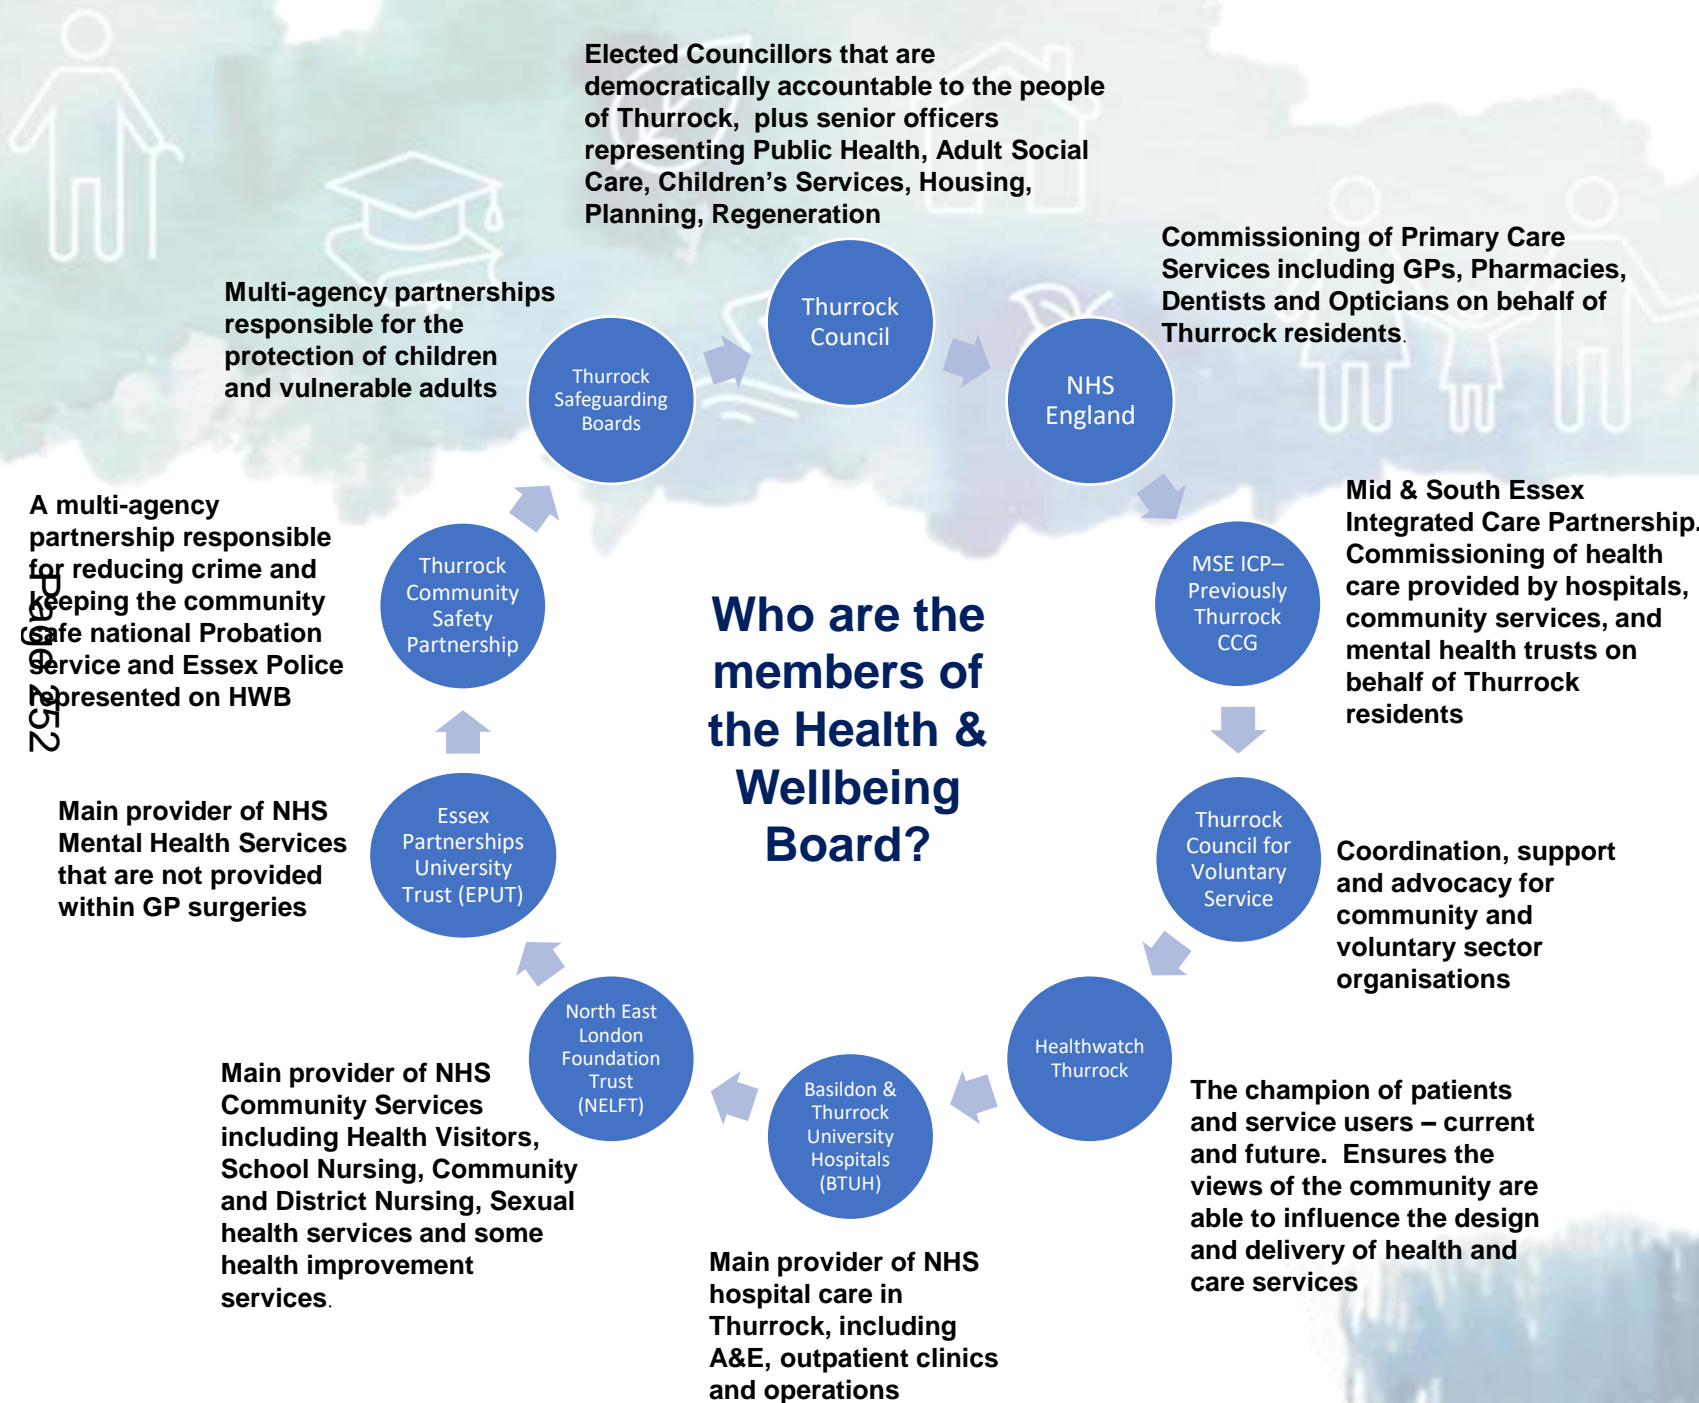 Elected Councillors that are
democratically accountable to the people
of Thurrock, plus senior officers
representing Public Health, Adult Social
Care, Children’s Services, Housing,
Planning, Regeneration
Thurrock
Council
Commissioning of Primary Care
Services including GPs, Pharmacies,
Dentists and Opticians on behalf of
Thurrock residents.
NHS
England
Mid & South Essex
Integrated Care Partnership.
Commissioning of health
care provided by hospitals,
community services, and
mental health trusts on
behalf of Thurrock
residents
MSE ICP–
Previously
Thurrock
CCG
Thurrock
Council for
Voluntary
Service
Coordination, support
and advocacy for
community and
voluntary sector
organisations
Healthwatch
Thurrock
The champion of patients
and service users – current
and future. Ensures the
views of the community are
able to influence the design
and delivery of health and
care services
Basildon &
Thurrock
University
Hospitals
(BTUH)
Main provider of NHS
hospital care in
Thurrock, including
A&E, outpatient clinics
and operations
North East
London
Foundation
Trust
(NELFT)
Main provider of NHS
Community Services
including Health Visitors,
School Nursing, Community
and District Nursing, Sexual
health services and some
health improvement
services.
Essex
Partnerships
University
Trust (EPUT)
Main provider of NHS
Mental Health Services
that are not provided
within GP surgeries
Thurrock
Community
Safety
Partnership
A multi-agency
partnership responsible
for reducing crime and
keeping the community
safe national Probation
service and Essex Police
represented on HWB
Thurrock
Safeguarding
Boards
Multi-agency partnerships
responsible for the
protection of children
and vulnerable adults
Who are the
members of
the Health &
Wellbeing
Board?
Page 252